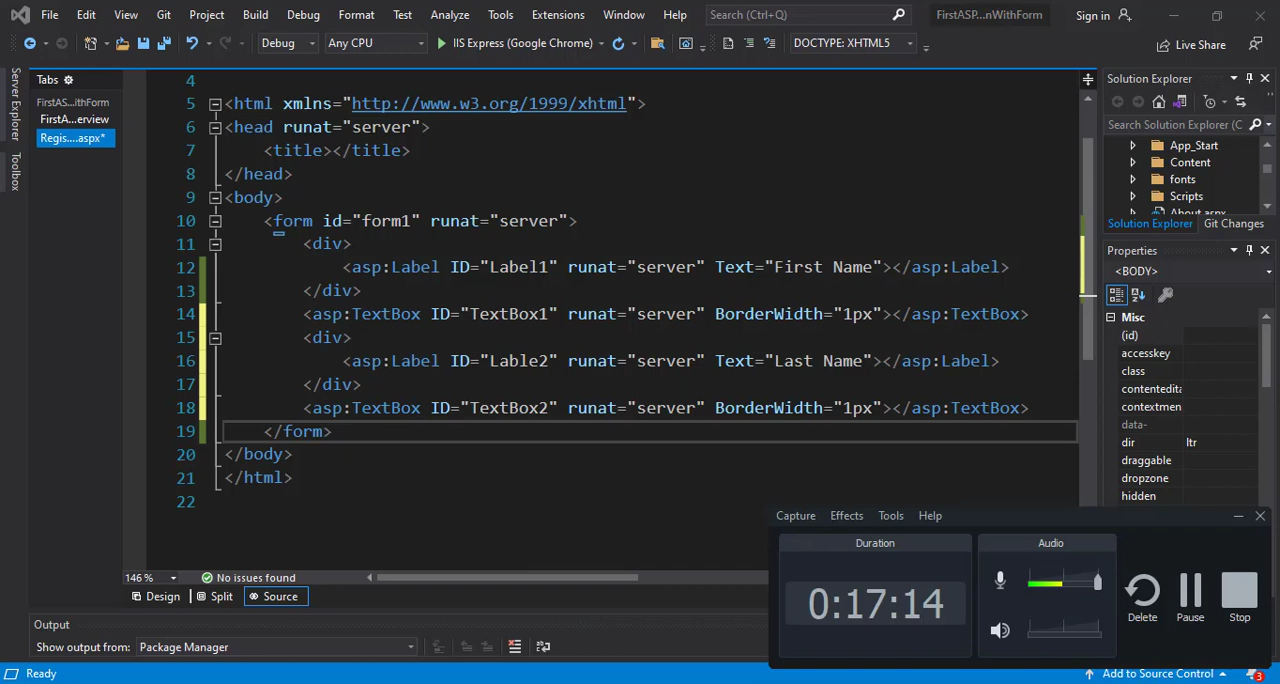 File Edit View Git Project Build Debug Format Test Analyze Tools Extensions Window Help Search (Ctrl+Q) FirstASP...nWithForm Sign in
Debug Any CPU IIS Express (Google Chrome) DOCTYPE: XHTML5 Live Share
Server Explorer
Toolbox
Tabs
FirstAS...ithForm
FirstA...erview
Regis....aspx*
4
5 <html xmlns="http://www.w3.org/1999/xhtml">
6 <head runat="server">
7 <title></title>
8 </head>
9 <body>
10 <form id="form1" runat="server">
11 <div>
12 <asp:Label ID="Label1" runat="server" Text="First Name"></asp:Label>
13 </div>
14 <asp:TextBox ID="TextBox1" runat="server" BorderWidth="1px"></asp:TextBox>
15 <div>
16 <asp:Label ID="Lable2" runat="server" Text="Last Name"></asp:Label>
17 </div>
18 <asp:TextBox ID="TextBox2" runat="server" BorderWidth="1px"></asp:TextBox>
19 </form>
20 </body>
21 </html>
22
146 % No issues found
Design Split Source
Output
Show output from: Package Manager
Ready
Solution Explorer
Search Solution Explorer (C
App_Start
Content
fonts
Scripts
About.aspx
Solution Explorer Git Changes
Properties
<BODY>
Misc
(id)
accesskey
class
contentedita
contextmen
data-
dir ltr
draggable
dropzone
hidden
Capture Effects Tools Help
Duration Audio
0:17:14
Delete Pause Stop
Add to Source Control 3